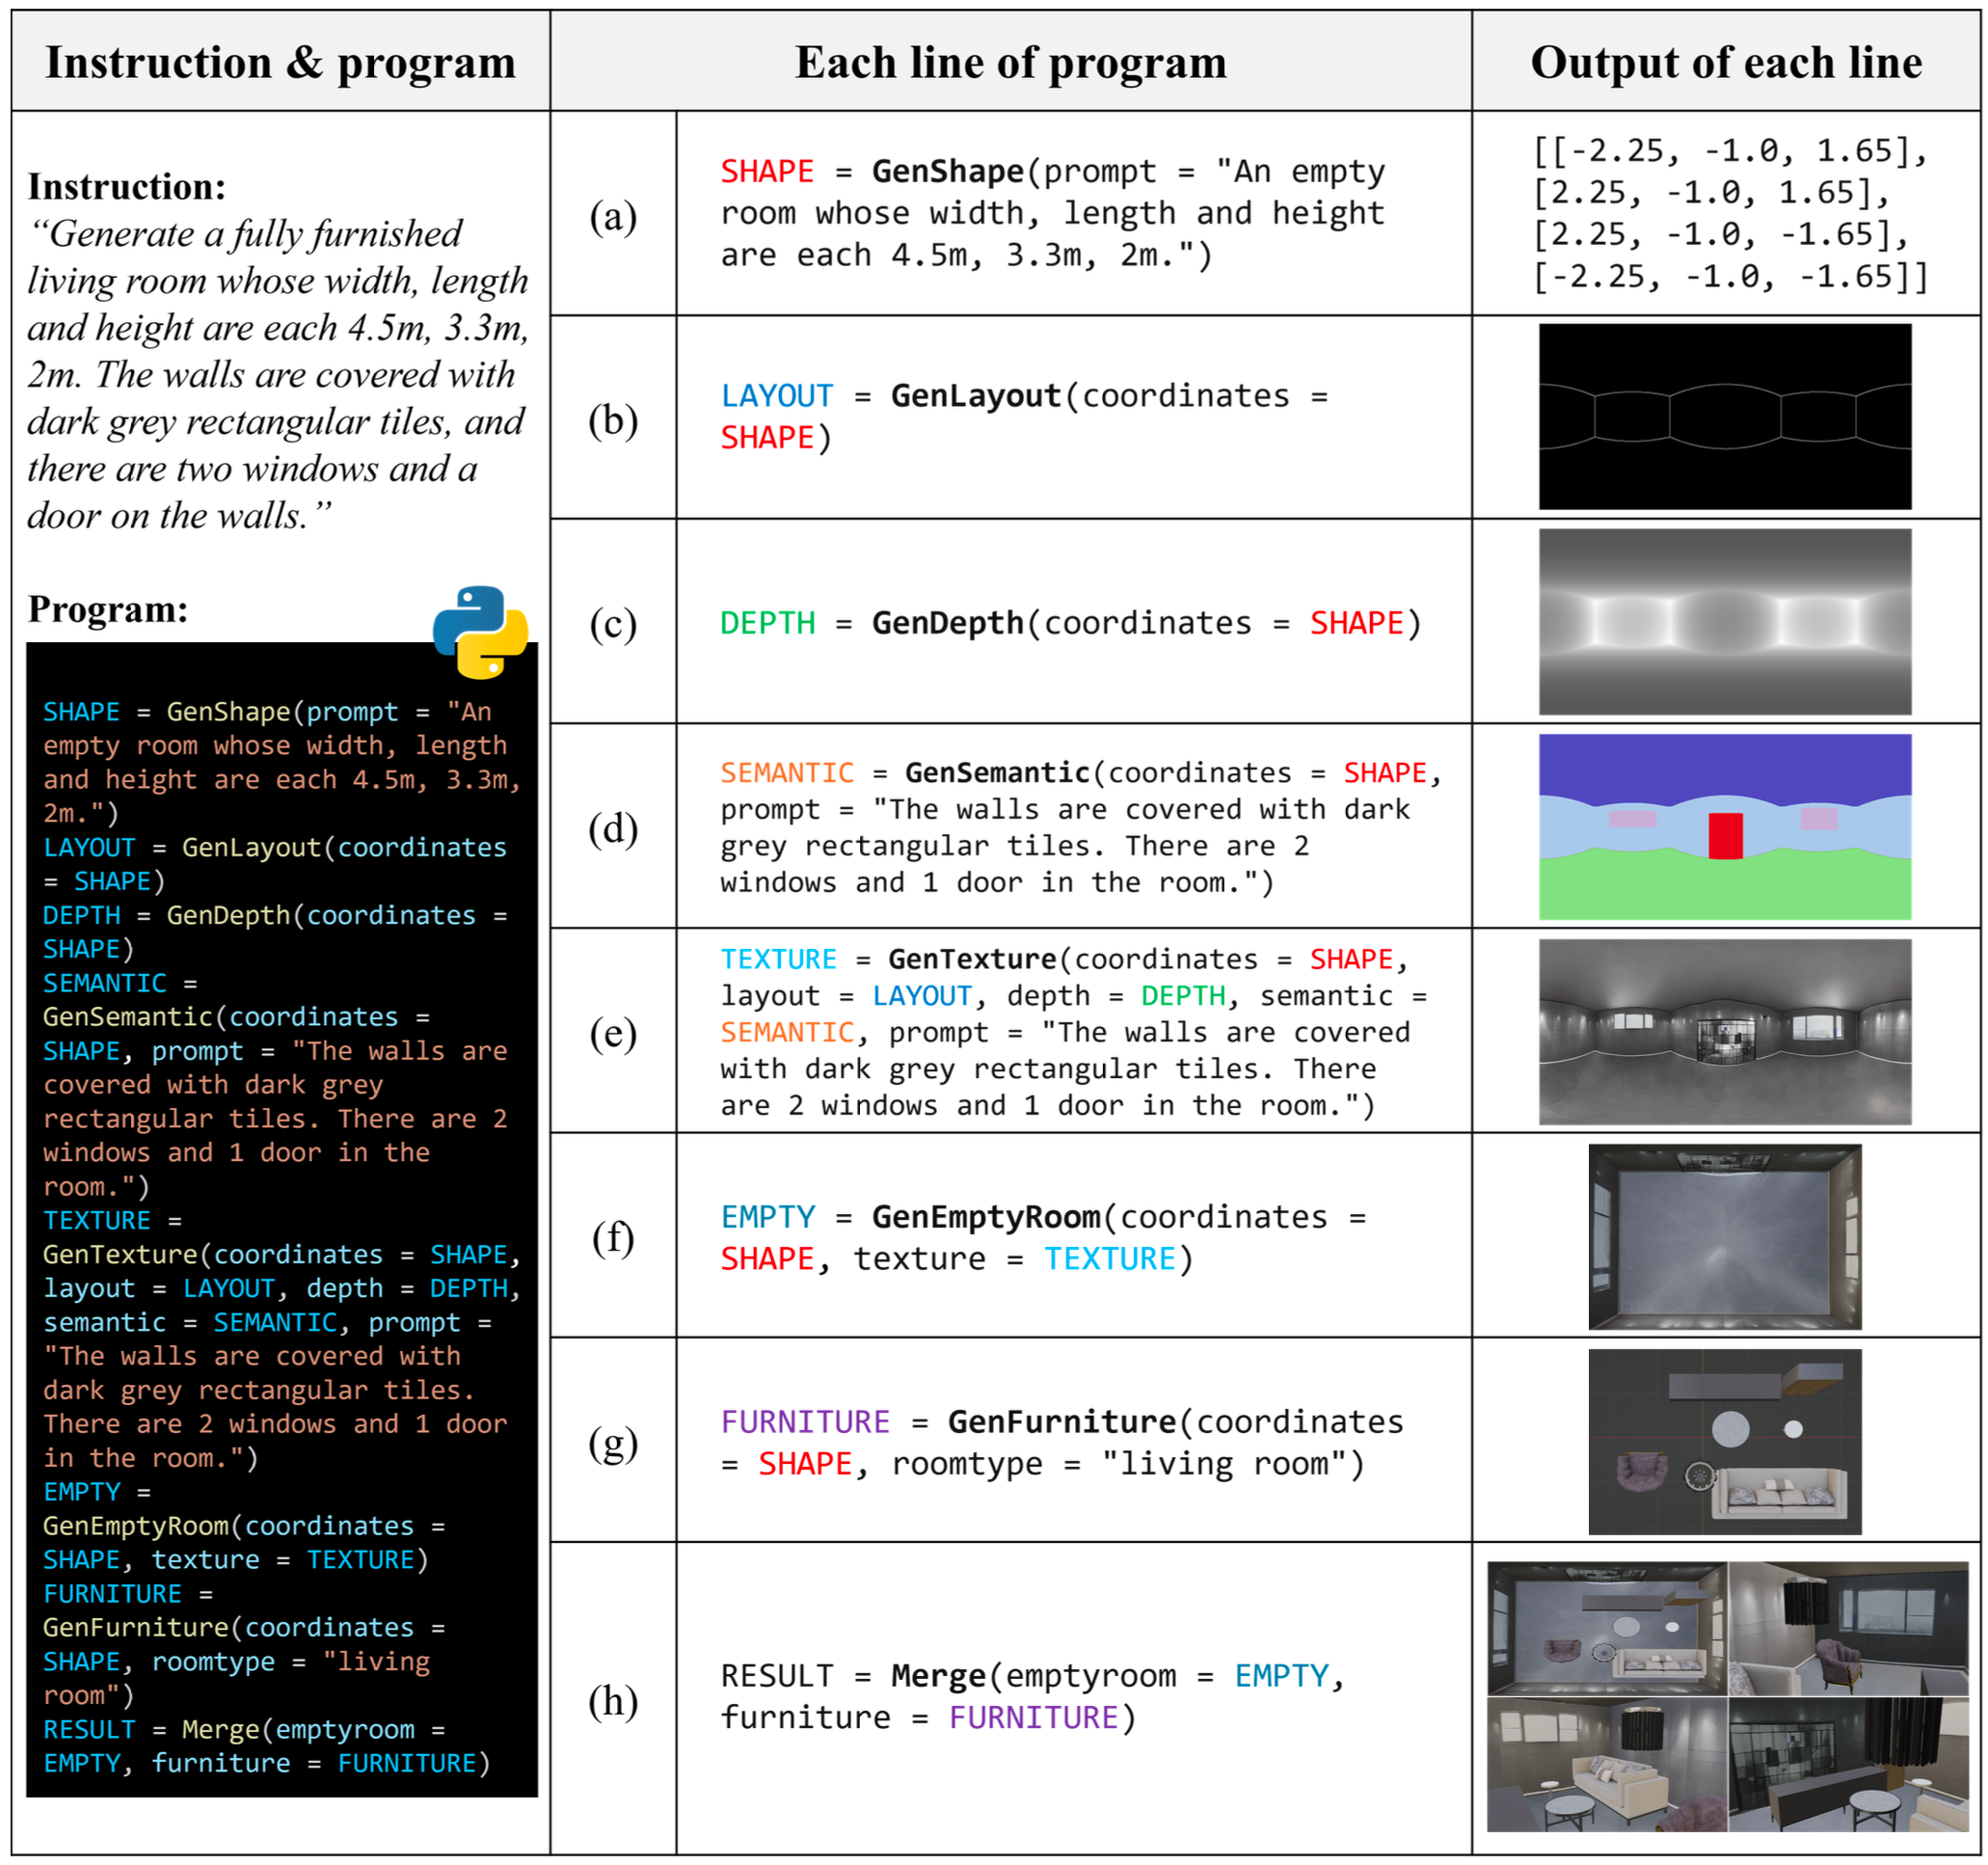 Instruction & program
Each line of program
Output of each line
Instruction:
“Generate a fully furnished
living room whose width, length
and height are each 4.5m, 3.3m,
2m. The walls are covered with
dark grey rectangular tiles, and
there are two windows and a
door on the walls.”
Program:
SHAPE = GenShape(prompt = "An
empty room whose width, length
and height are each 4.5m, 3.3m,
2m.")
LAYOUT = GenLayout(coordinates
= SHAPE)
DEPTH = GenDepth(coordinates =
SHAPE)
SEMANTIC =
GenSemantic(coordinates =
SHAPE, prompt = "The walls are
covered with dark grey
rectangular tiles. There are 2
windows and 1 door in the
room.")
TEXTURE =
GenTexture(coordinates = SHAPE,
layout = LAYOUT, depth = DEPTH,
semantic = SEMANTIC, prompt =
"The walls are covered with
dark grey rectangular tiles.
There are 2 windows and 1 door
in the room.")
EMPTY =
GenEmptyRoom(coordinates =
SHAPE, texture = TEXTURE)
FURNITURE =
GenFurniture(coordinates =
SHAPE, roomtype = "living
room")
RESULT = Merge(emptyroom =
EMPTY, furniture = FURNITURE)
(a)
SHAPE = GenShape(prompt = "An empty
room whose width, length and height
are each 4.5m, 3.3m, 2m.")
[[-2.25, -1.0, 1.65],
[2.25, -1.0, 1.65],
[2.25, -1.0, -1.65],
[-2.25, -1.0, -1.65]]
(b)
LAYOUT = GenLayout(coordinates =
SHAPE)
(c)
DEPTH = GenDepth(coordinates = SHAPE)
(d)
SEMANTIC = GenSemantic(coordinates = SHAPE,
prompt = "The walls are covered with dark
grey rectangular tiles. There are 2
windows and 1 door in the room.")
(e)
TEXTURE = GenTexture(coordinates = SHAPE,
layout = LAYOUT, depth = DEPTH, semantic =
SEMANTIC, prompt = "The walls are covered
with dark grey rectangular tiles. There
are 2 windows and 1 door in the room.")
(f)
EMPTY = GenEmptyRoom(coordinates =
SHAPE, texture = TEXTURE)
(g)
FURNITURE = GenFurniture(coordinates
= SHAPE, roomtype = "living room")
(h)
RESULT = Merge(emptyroom = EMPTY,
furniture = FURNITURE)